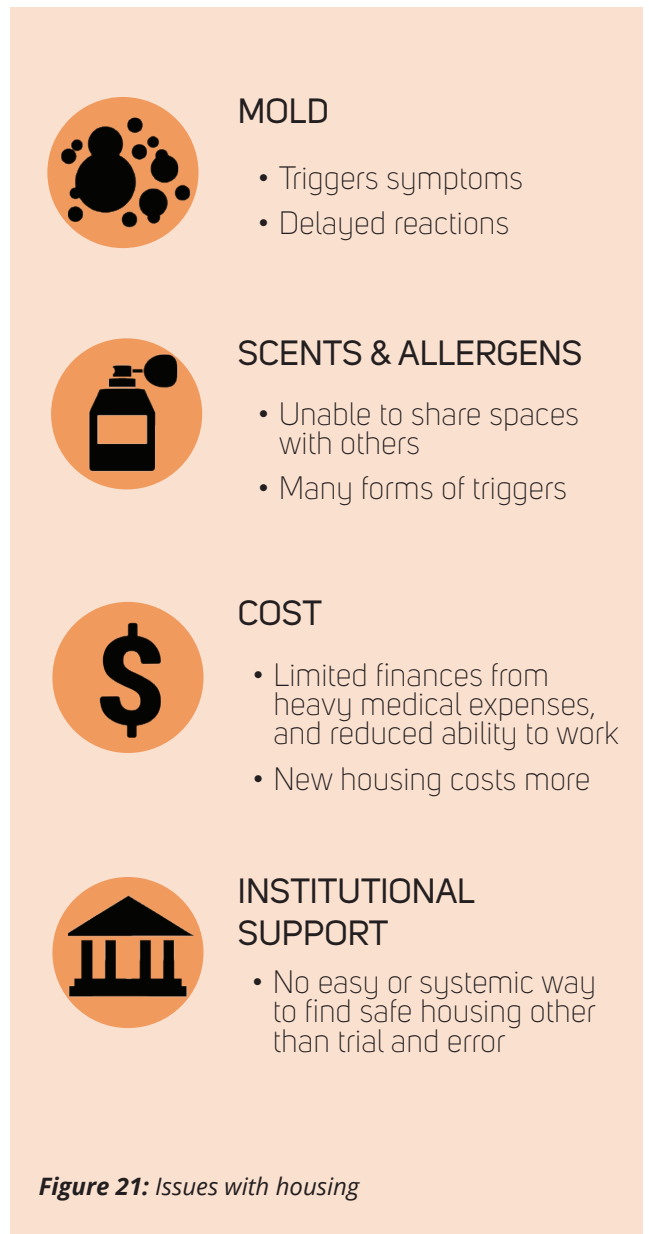 MOLD
• Triggers symptoms
• Delayed reactions
SCENTS & ALLERGENS
• Unable to share spaces
with others
• Many forms of triggers
$
COST
• Limited finances from
heavy medical expenses,
and reduced ability to work
• New housing costs more
INSTITUTIONAL
SUPPORT
• No easy or systemic way
to find safe housing other
than trial and error
Figure 21: Issues with housing